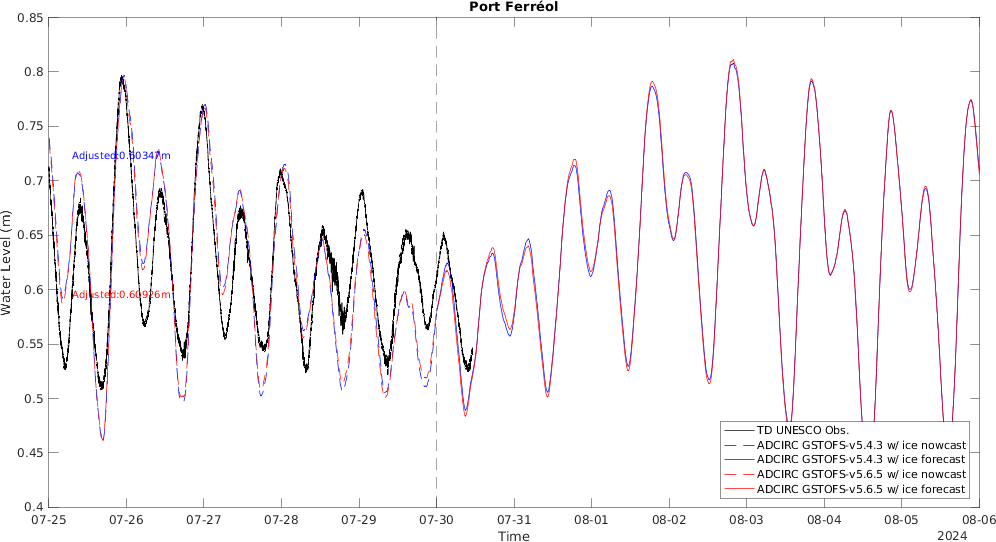 Port Ferréol
0.85
0.8
0.75
0.7
0.65
0.6
0.55
0.5
0.45
0.4
Water Level (m)
Adjusted:0.60347m
Adjusted:0.60926m
TD UNESCO Obs.
ADCIRC GSTOFS-v5.4.3 w/ ice nowcast
ADCIRC GSTOFS-v5.4.3 w/ ice forecast
ADCIRC GSTOFS-v5.6.5 w/ ice nowcast
ADCIRC GSTOFS-v5.6.5 w/ ice forecast
07-25 07-26 07-27 07-28 07-29 07-30 07-31 08-01 08-02 08-03 08-04 08-05 08-06
Time
2024